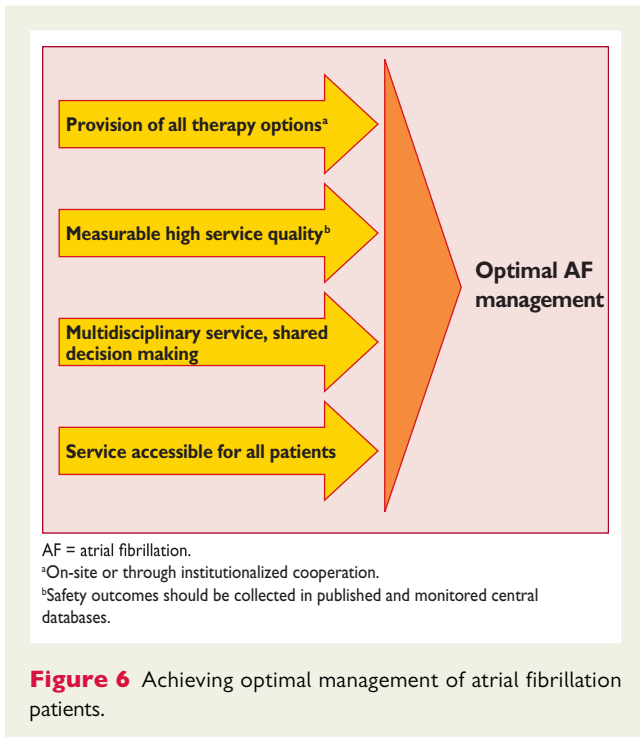 Provision of all therapy optionsᵃ
Measurable high service qualityᵇ
Multidisciplinary service, shared
decision making
Service accessible for all patients
Optimal AF
management
AF = atrial fibrillation.
ᵃOn-site or through institutionalized cooperation.
ᵇSafety outcomes should be collected in published and monitored central
databases.
Figure 6 Achieving optimal management of atrial fibrillation
patients.